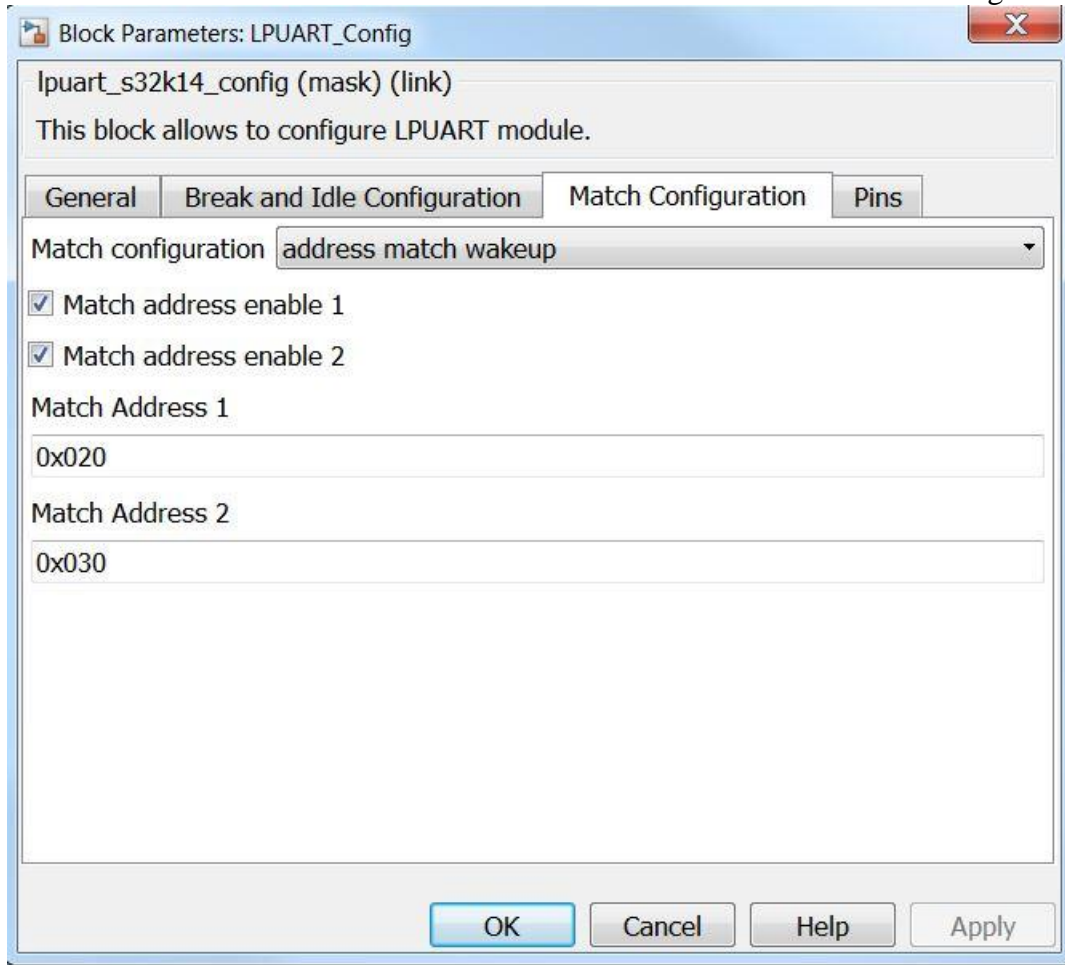 Block Parameters: LPUART_Config
lpuart_s32k14_config (mask) (link)
This block allows to configure LPUART module.
General Break and Idle Configuration Match Configuration Pins
Match configuration address match wakeup
Match address enable 1
Match address enable 2
Match Address 1
0x020
Match Address 2
0x030
OK Cancel Help Apply